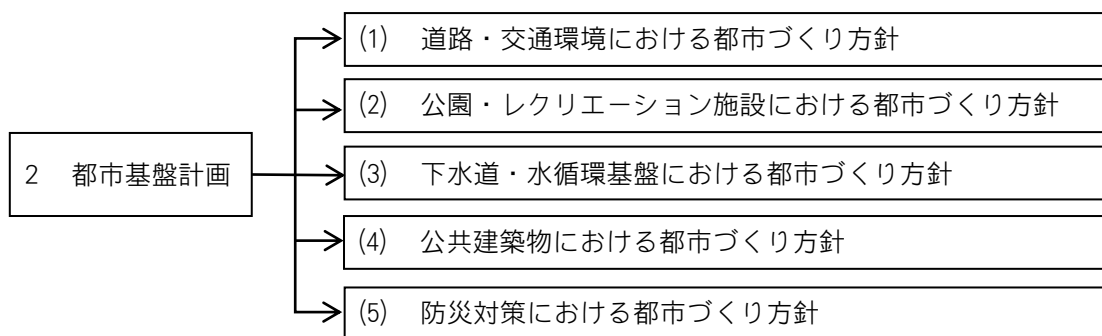 2 都市基盤計画
(1) 道路・交通環境における都市づくり方針
(2) 公園・レクリエーション施設における都市づくり方針
(3) 下水道・水循環基盤における都市づくり方針
(4) 公共建築物における都市づくり方針
(5) 防災対策における都市づくり方針